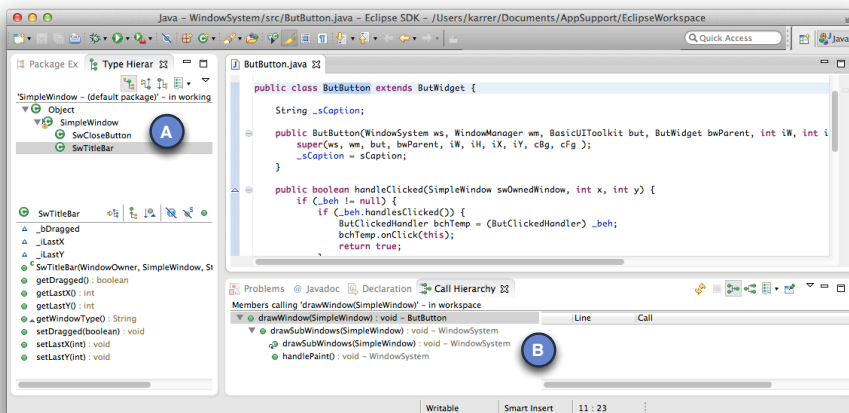 Java – WindowSystem/src/ButButton.java – Eclipse SDK – /Users/karrer/Documents/AppSupport/EclipseWorkspace
Quick Access
Java
Package Ex
Type Hierar
'SimpleWindow – (default package)' – in working
Object
SimpleWindow
SwCloseButton
SwTitleBar
A
SwTitleBar
_bDragged
_iLastX
_iLastY
SwTitleBar(WindowOwner, SimpleWindow, St
getDragged() : boolean
getLastX() : int
getLastY() : int
getWindowType() : String
setDragged(boolean) : void
setLastX(int) : void
setLastY(int) : void
ButButton.java
public class ButButton extends ButWidget {
String _sCaption;
public ButButton(WindowSystem ws, WindowManager wm, BasicUIToolkit but, ButWidget bwParent, int iW, int i
super(ws, wm, but, bwParent, iW, iH, iX, iY, cBg, cFg );
_sCaption = sCaption;
}
public boolean handleClicked(SimpleWindow swOwnedWindow, int x, int y) {
if (_beh != null) {
if (_beh.handlesClicked()) {
ButClickedHandler bchTemp = (ButClickedHandler) _beh;
bchTemp.onClick(this);
return true;
Problems
@ Javadoc
Declaration
Call Hierarchy
Members calling 'drawWindow(SimpleWindow)' – in workspace
drawWindow(SimpleWindow) : void – ButButton
drawSubWindows(SimpleWindow) : void – WindowSystem
drawSubWindows(SimpleWindow) : void – WindowSystem
handlePaint() : void – WindowSystem
Line
Call
B
Writable
Smart Insert
11 : 23